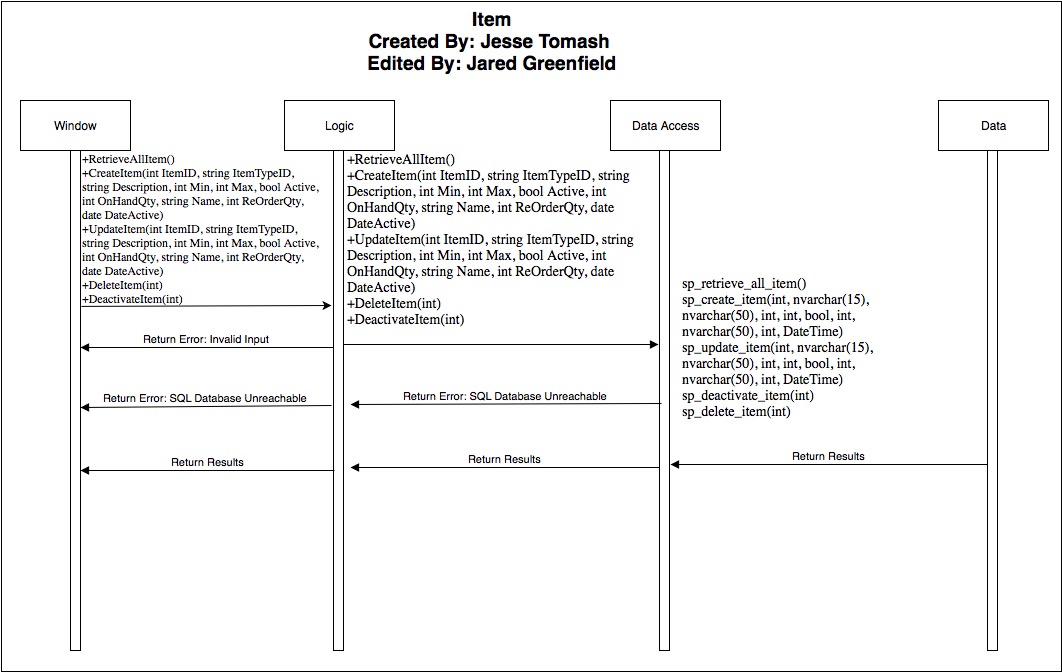 Item
Created By: Jesse Tomash
Edited By: Jared Greenfield
Window
Logic
Data Access
Data
+RetrieveAllItem()
+CreateItem(int ItemID, string ItemTypeID,
string Description, int Min, int Max, bool Active,
int OnHandQty, string Name, int ReOrderQty,
date DateActive)
+UpdateItem(int ItemID, string ItemTypeID,
string Description, int Min, int Max, bool Active,
int OnHandQty, string Name, int ReOrderQty,
date DateActive)
+DeleteItem(int)
+DeactivateItem(int)
+RetrieveAllItem()
+CreateItem(int ItemID, string ItemTypeID, string
Description, int Min, int Max, bool Active, int
OnHandQty, string Name, int ReOrderQty, date
DateActive)
+UpdateItem(int ItemID, string ItemTypeID, string
Description, int Min, int Max, bool Active, int
OnHandQty, string Name, int ReOrderQty, date
DateActive)
+DeleteItem(int)
+DeactivateItem(int)
sp_retrieve_all_item()
sp_create_item(int, nvarchar(15),
nvarchar(50), int, int, bool, int,
nvarchar(50), int, DateTime)
sp_update_item(int, nvarchar(15),
nvarchar(50), int, int, bool, int,
nvarchar(50), int, DateTime)
sp_deactivate_item(int)
sp_delete_item(int)
Return Error: Invalid Input
Return Error: SQL Database Unreachable
Return Error: SQL Database Unreachable
Return Results
Return Results
Return Results